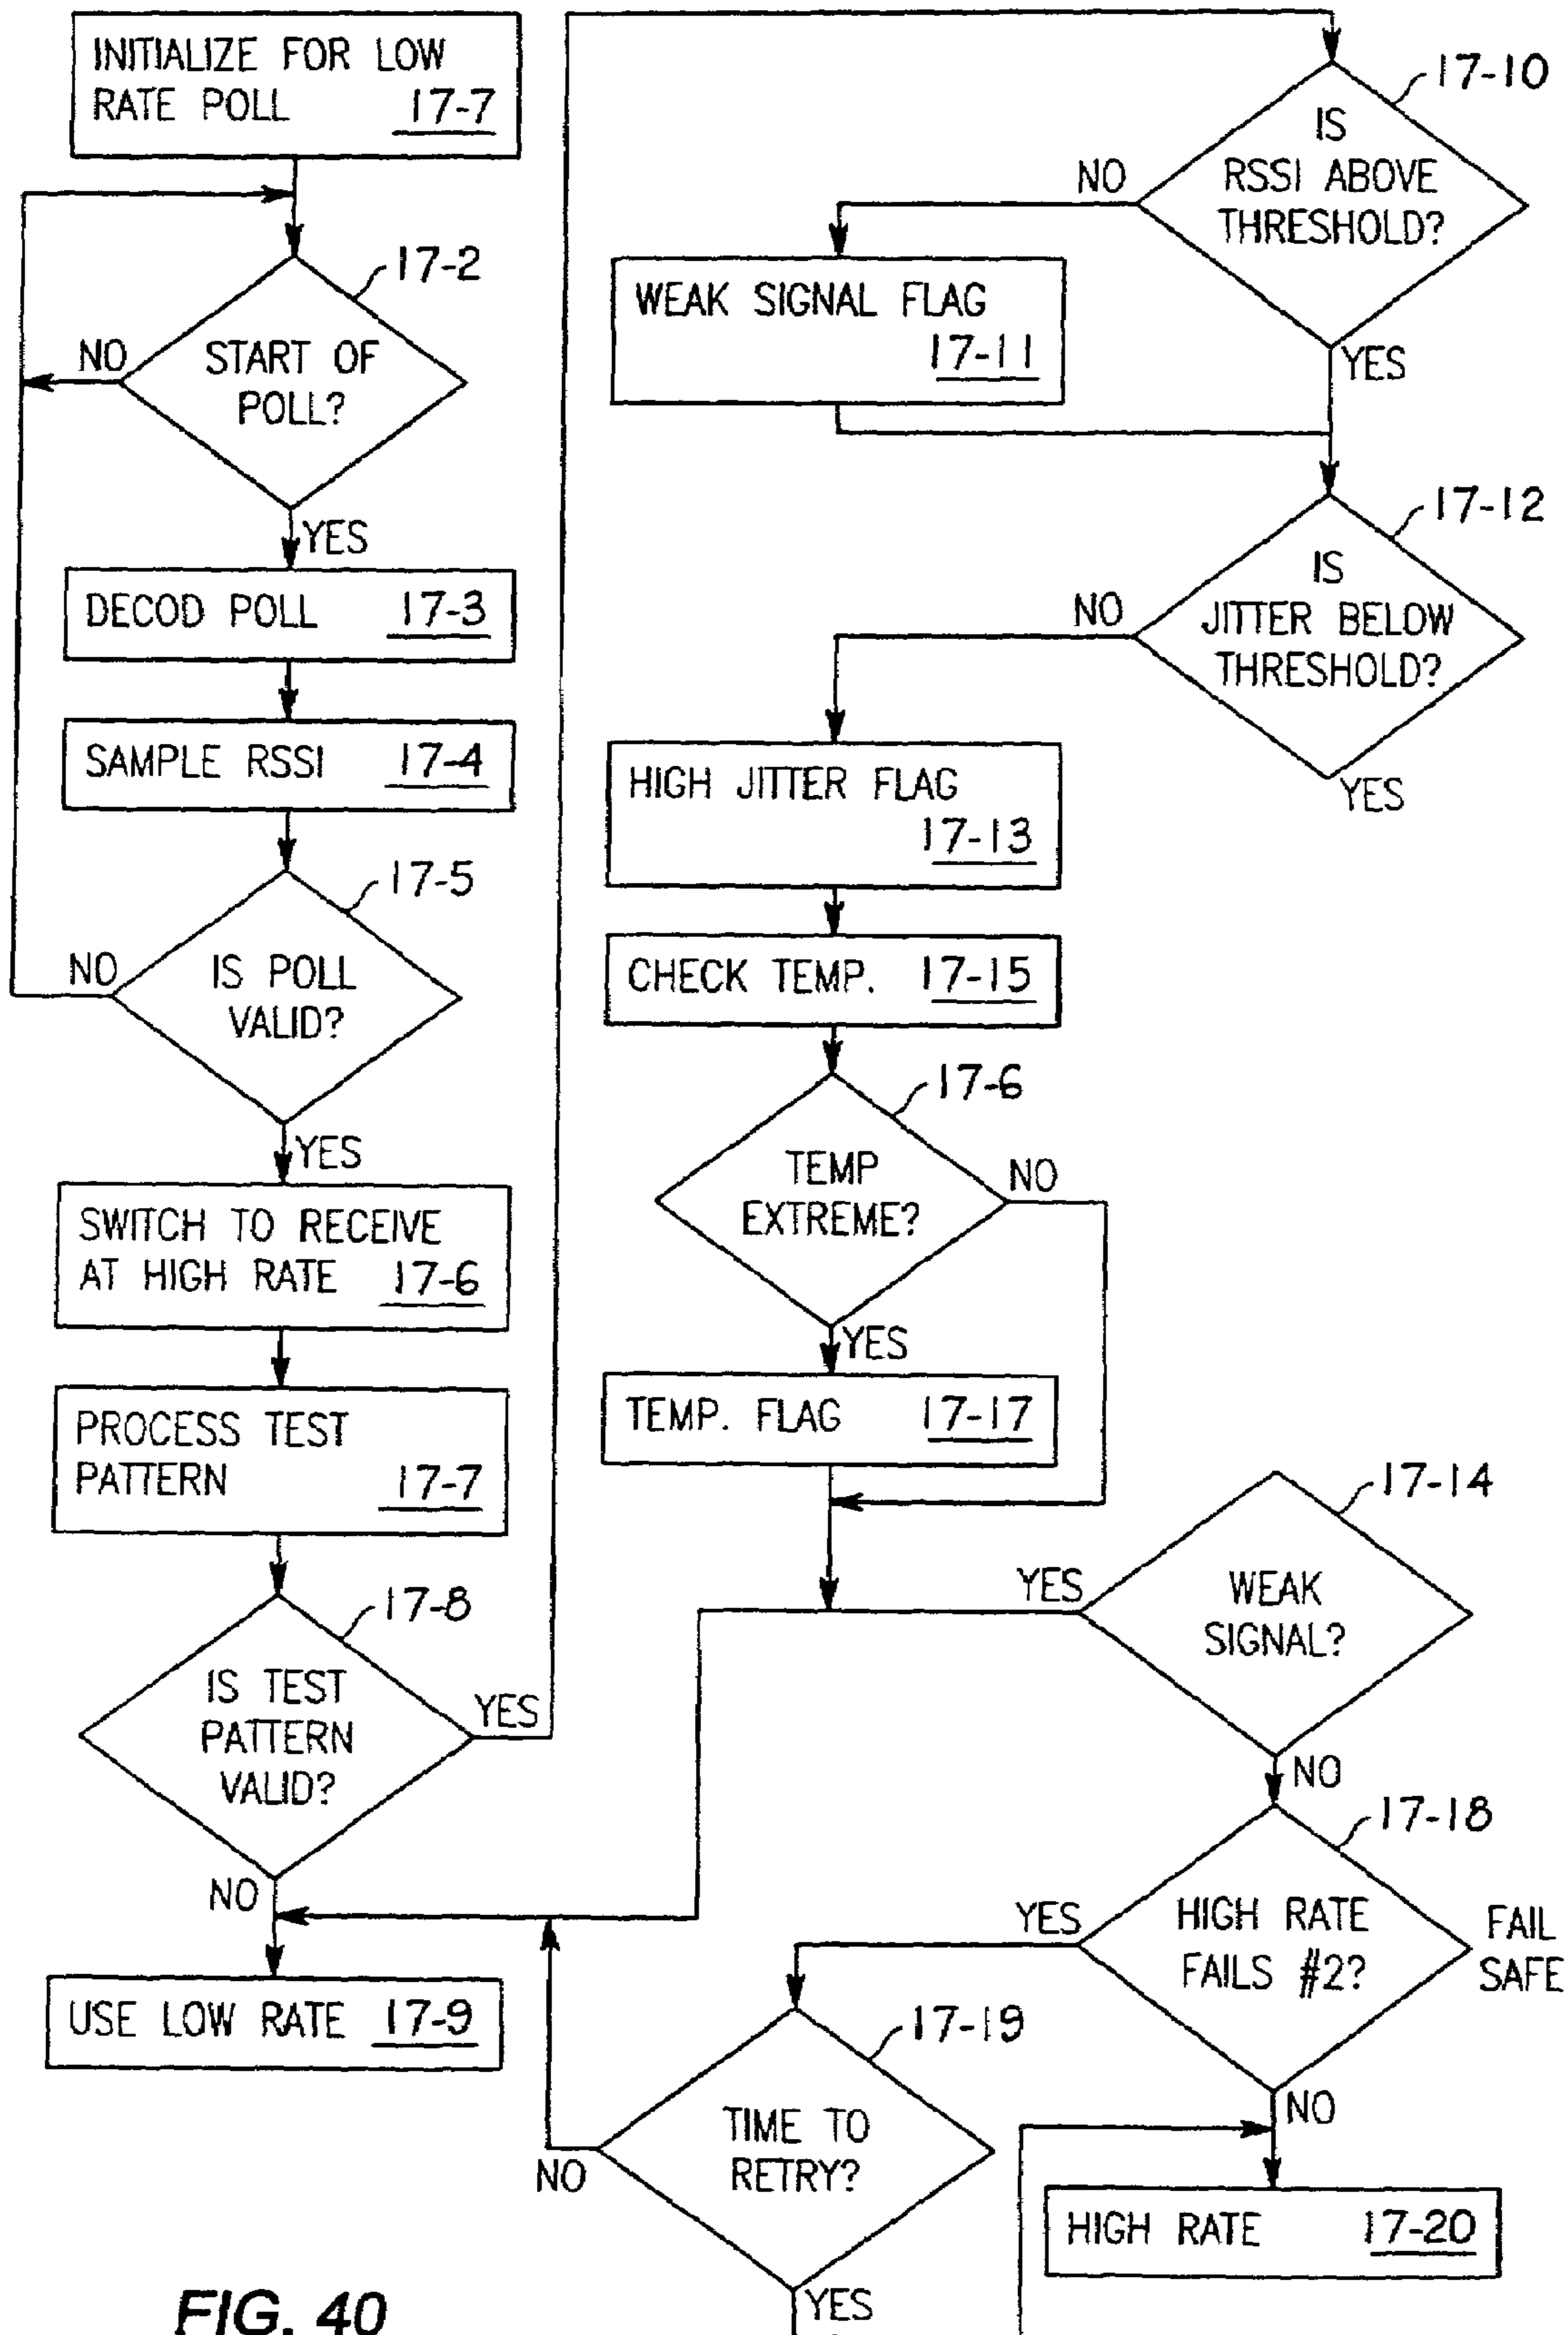 INITIALIZE FOR LOW
RATE POLL 17-7
17-2
NO
START OF
POLL?
YES
DECOD POLL 17-3
SAMPLE RSSI 17-4
17-5
NO
IS POLL
VALID?
YES
SWITCH TO RECEIVE
AT HIGH RATE 17-6
PROCESS TEST
PATTERN 17-7
17-8
IS TEST
PATTERN
VALID?
YES
NO
USE LOW RATE 17-9
17-10
IS
RSSI ABOVE
THRESHOLD?
NO
YES
WEAK SIGNAL FLAG
17-11
17-12
IS
JITTER BELOW
THRESHOLD?
NO
YES
HIGH JITTER FLAG
17-13
CHECK TEMP. 17-15
17-6
TEMP
EXTREME?
NO
YES
TEMP. FLAG 17-17
17-14
YES
WEAK
SIGNAL?
NO
17-18
YES
HIGH RATE
FAILS #2?
FAIL
SAFE
NO
17-19
TIME TO
RETRY?
NO
YES
HIGH RATE 17-20
FIG. 40